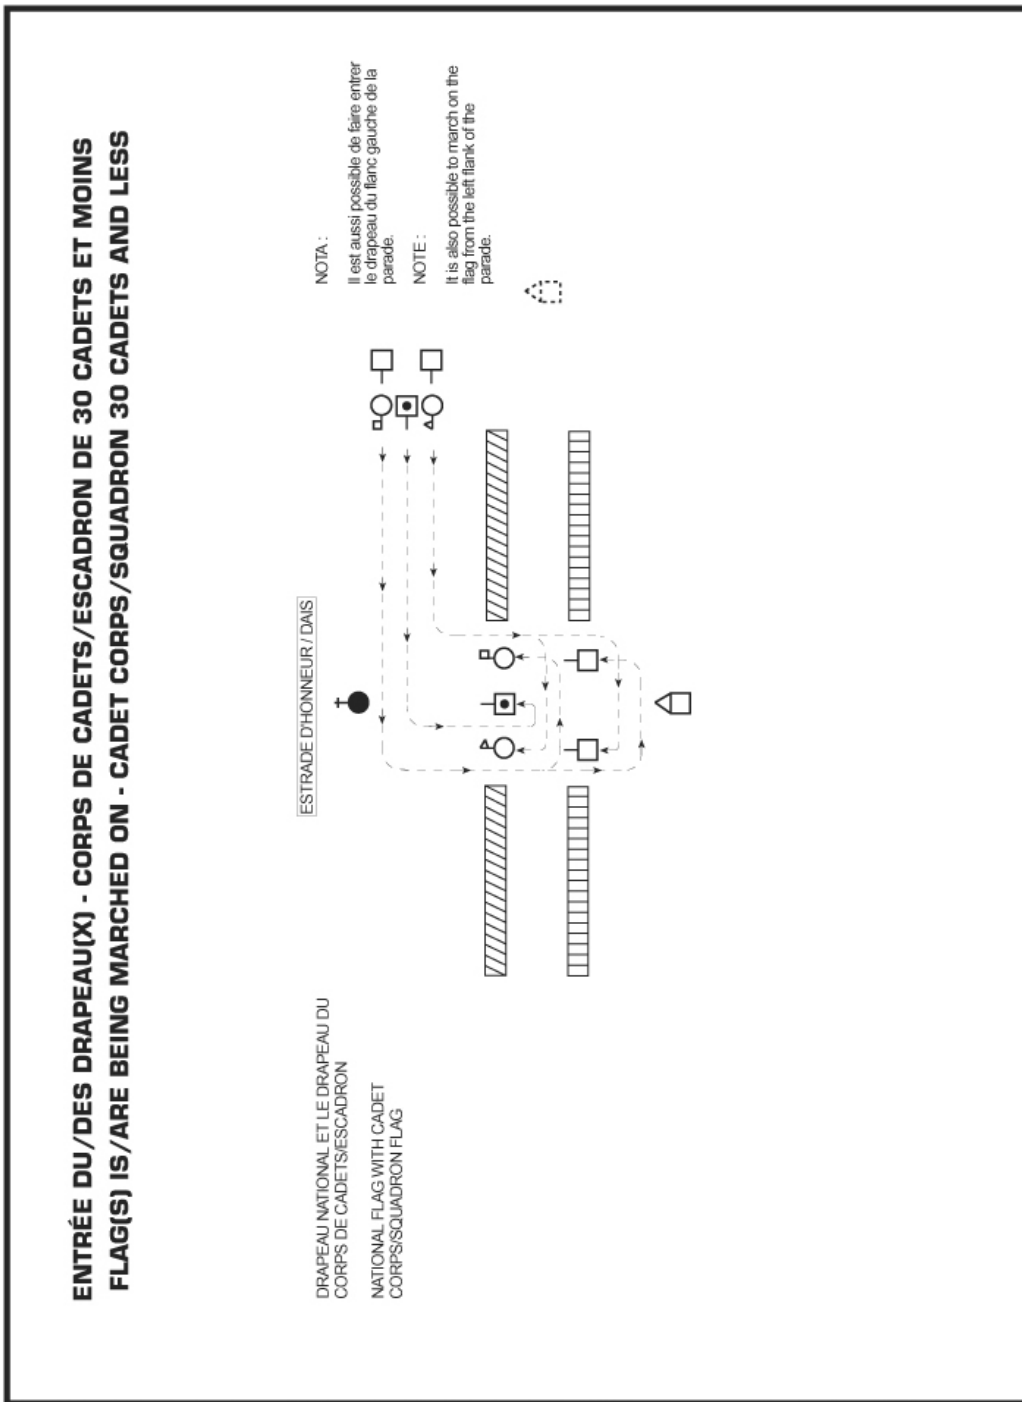 ENTRÉE DU/DES DRAPEAU(X) - CORPS DE CADETS/ESCADRON DE 30 CADETS ET MOINS
FLAG(S) IS/ARE BEING MARCHED ON - CADET CORPS/SQUADRON 30 CADETS AND LESS
DRAPEAU NATIONAL ET LE DRAPEAU DU
CORPS DE CADETS/ESCADRON
NATIONAL FLAG WITH CADET
CORPS/SQUADRON FLAG
ESTRADE D'HONNEUR / DAIS
NOTA :
Il est aussi possible de faire entrer
le drapeau du flanc gauche de la
parade.
NOTE :
It is also possible to march on the
flag from the left flank of the
parade.